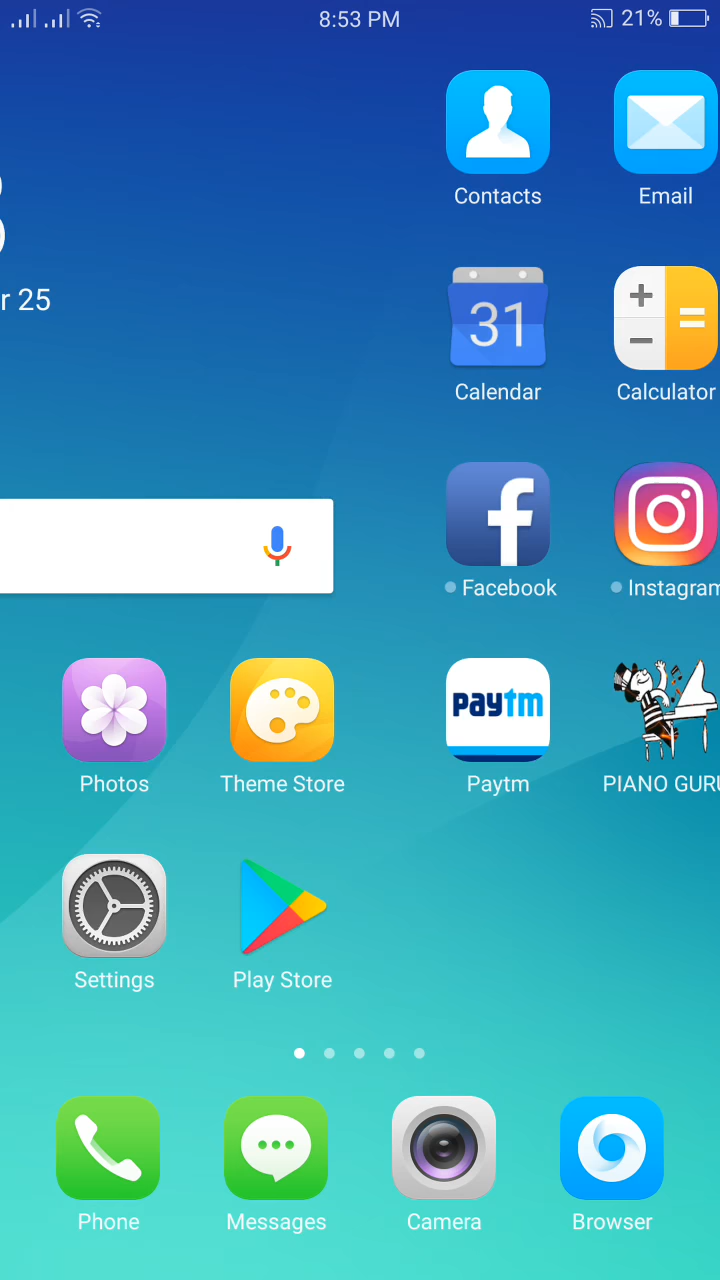 8:53 PM 21%
Contacts Email
r 25
31
Calendar Calculator
Facebook Instagram
paytm
Photos Theme Store Paytm PIANO GURU
Settings Play Store
Phone Messages Camera Browser